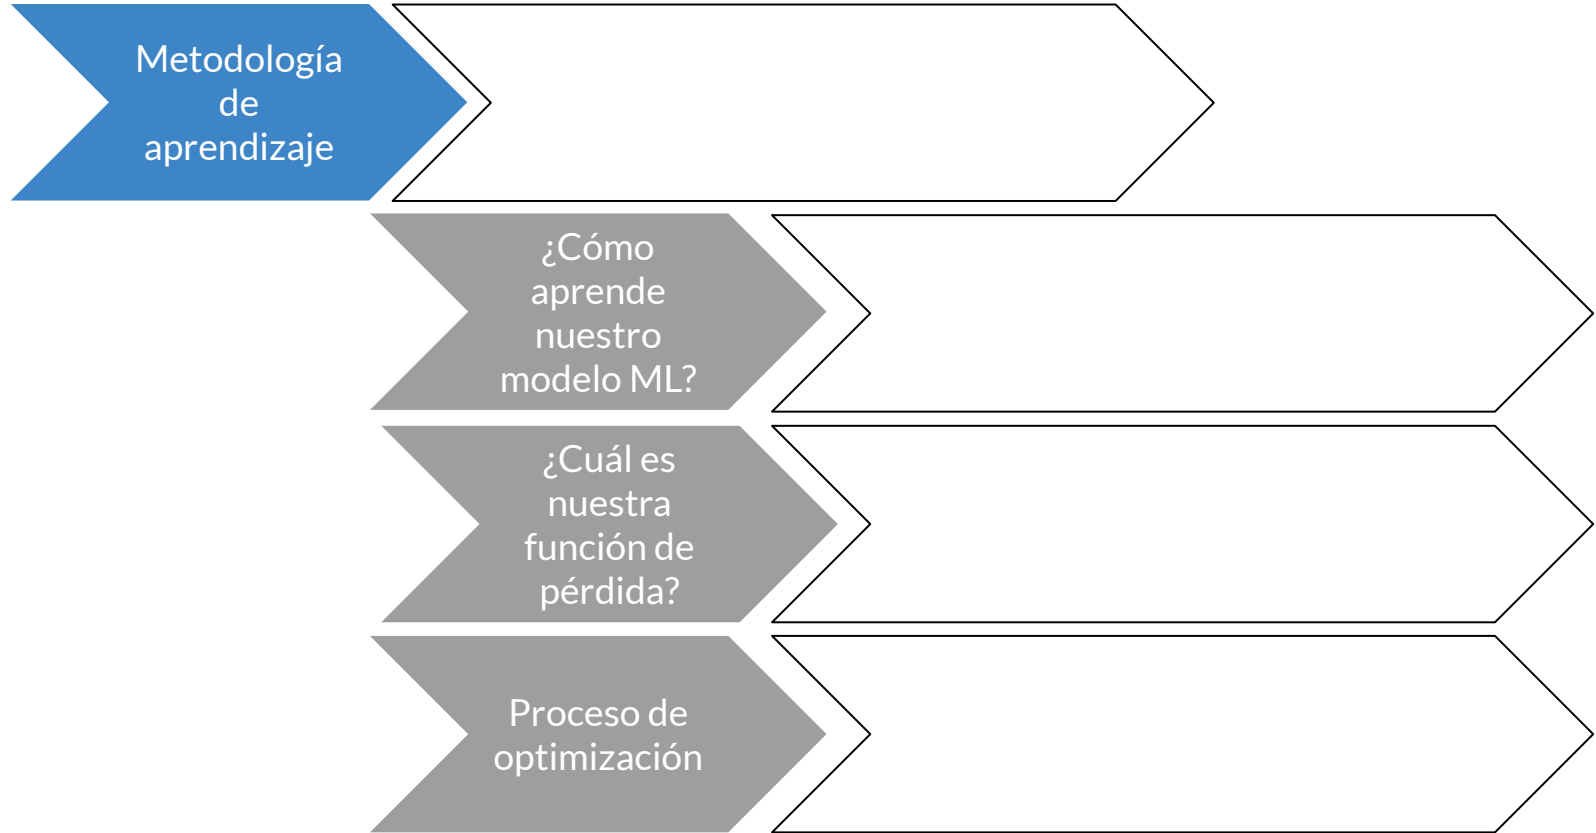 Metodología
de
aprendizaje
¿Cómo
aprende
nuestro
modelo ML?
¿Cuál es
nuestra
función de
pérdida?
Proceso de
optimización